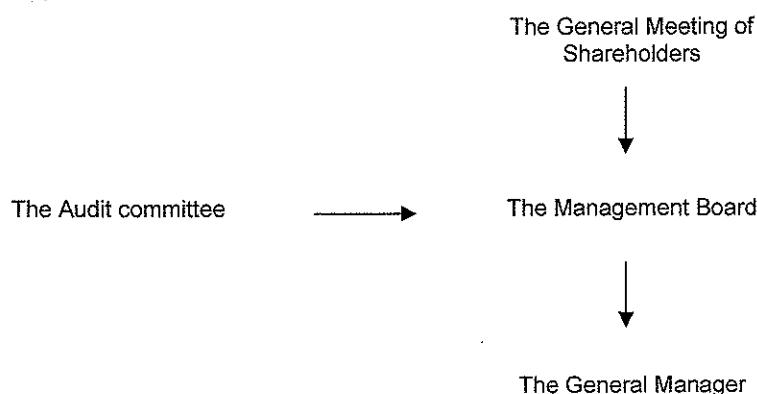 The General Meeting of
Shareholders
The Audit committee
The Management Board
The General Manager